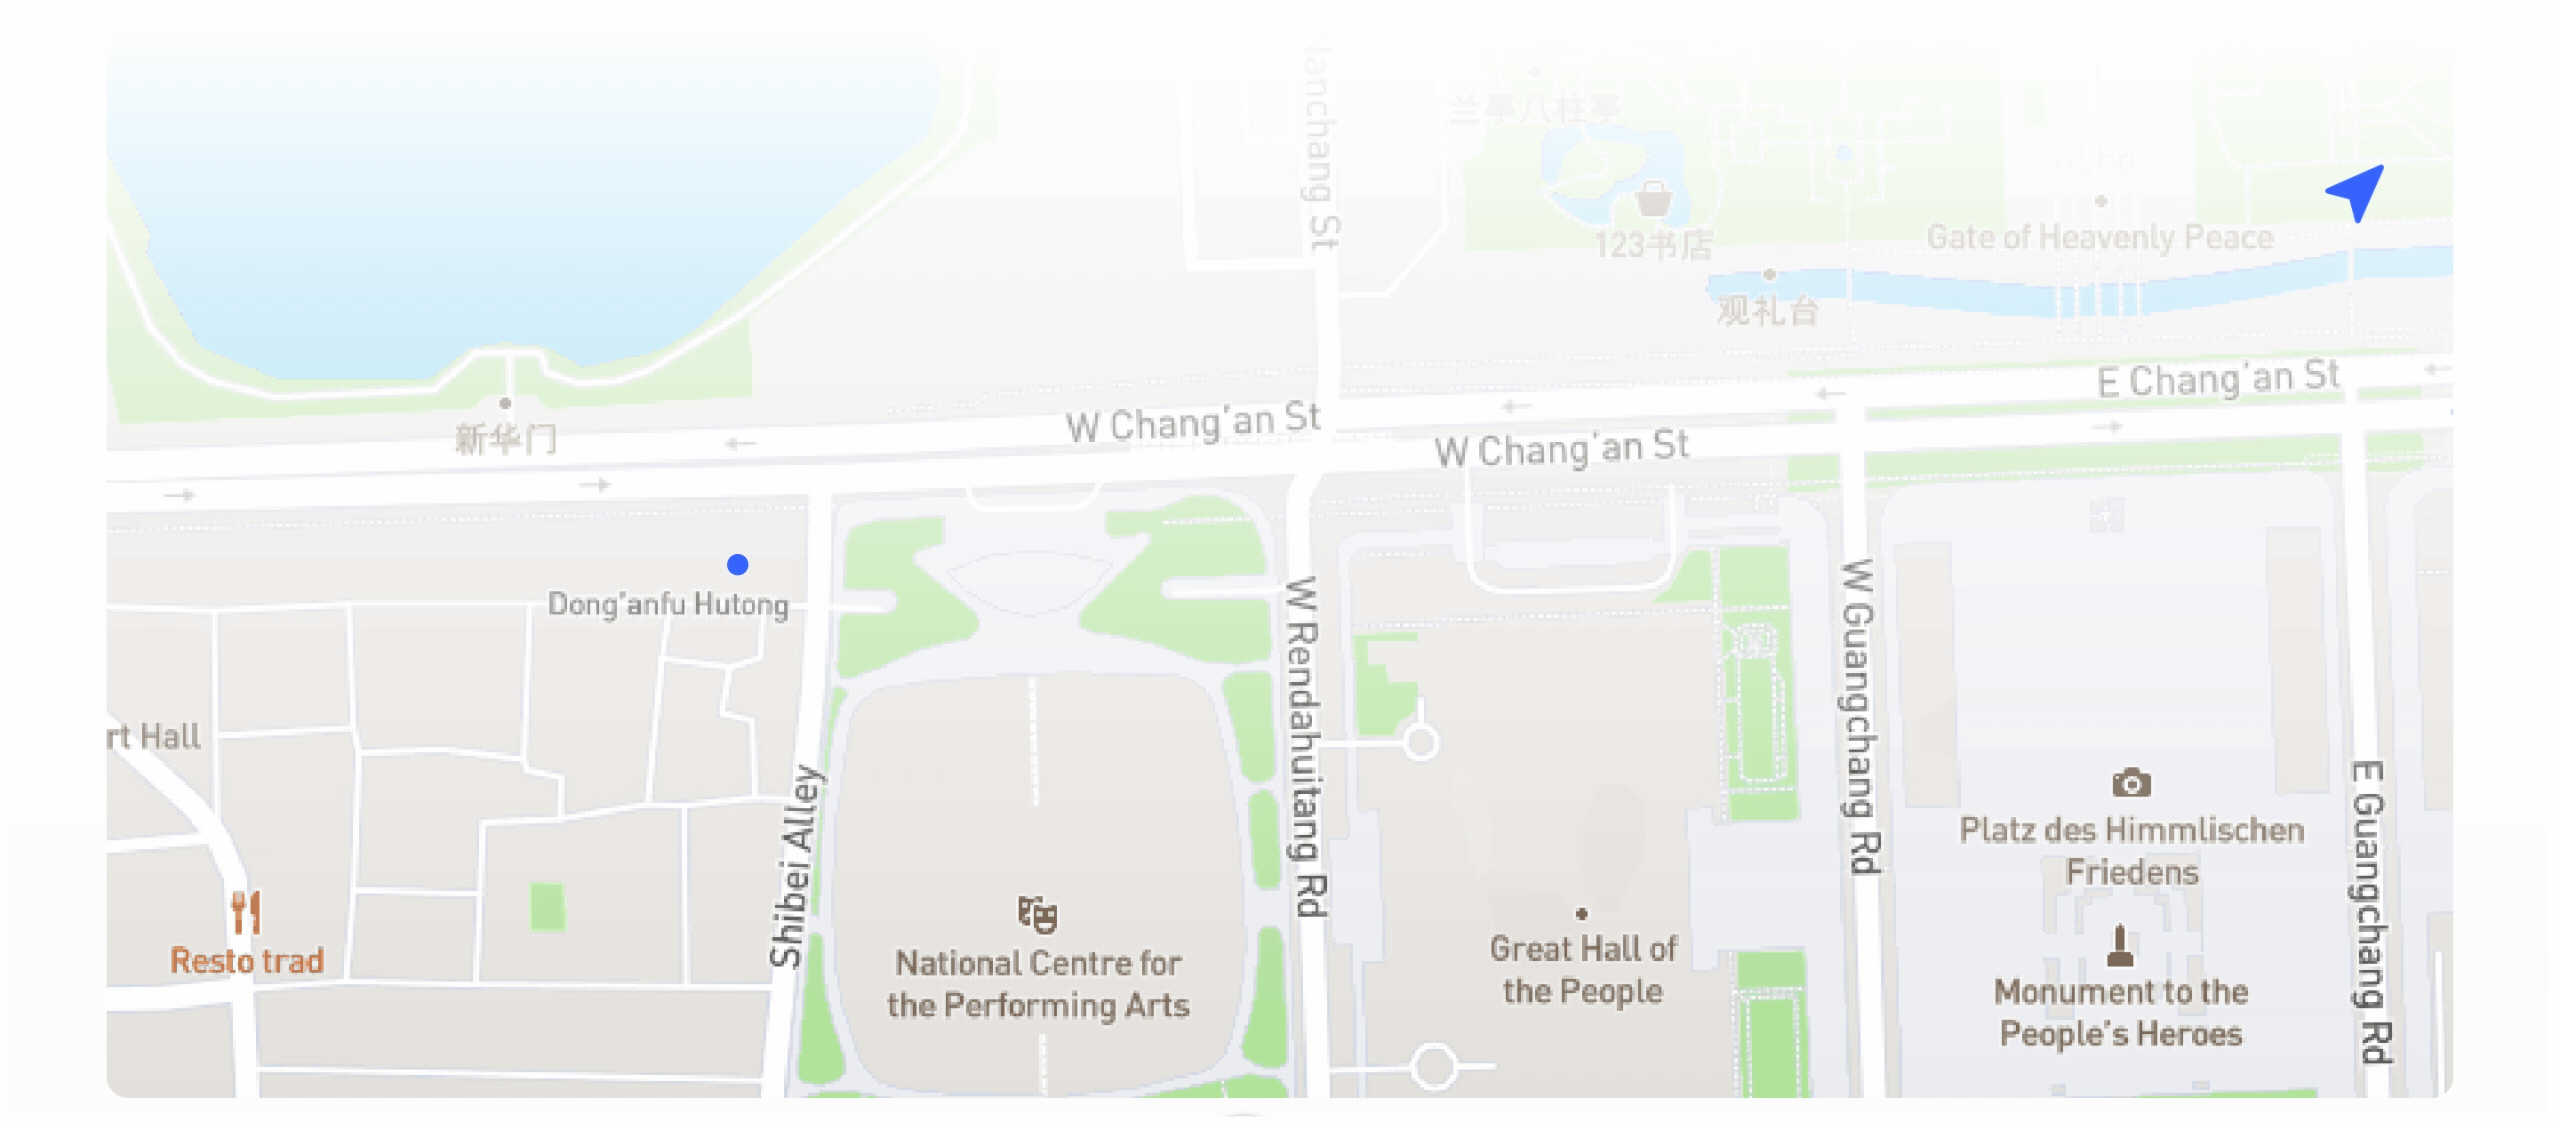 Nanchang St
兰亭八柱亭
123书店
Gate of Heavenly Peace
观礼台
E Chang'an St
W Chang'an St
W Chang'an St
新华门
Dong'anfu Hutong
W Rendahuitang Rd
W Guangchang Rd
rt Hall
Shibei Alley
E Guangchang Rd
Platz des Himmlischen
Friedens
Resto trad
National Centre for
the Performing Arts
Great Hall of
the People
Monument to the
People's Heroes